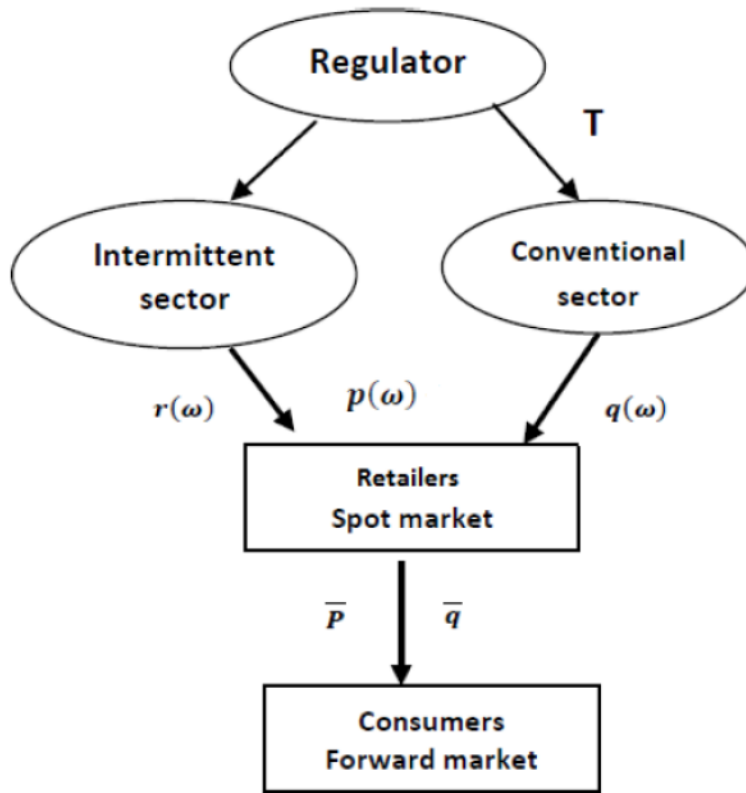 Regulator
T
Intermittent
sector
Conventional
sector
r(ω)
p(ω)
q(ω)
Retailers
Spot market
P̅
q̅
Consumers
Forward market